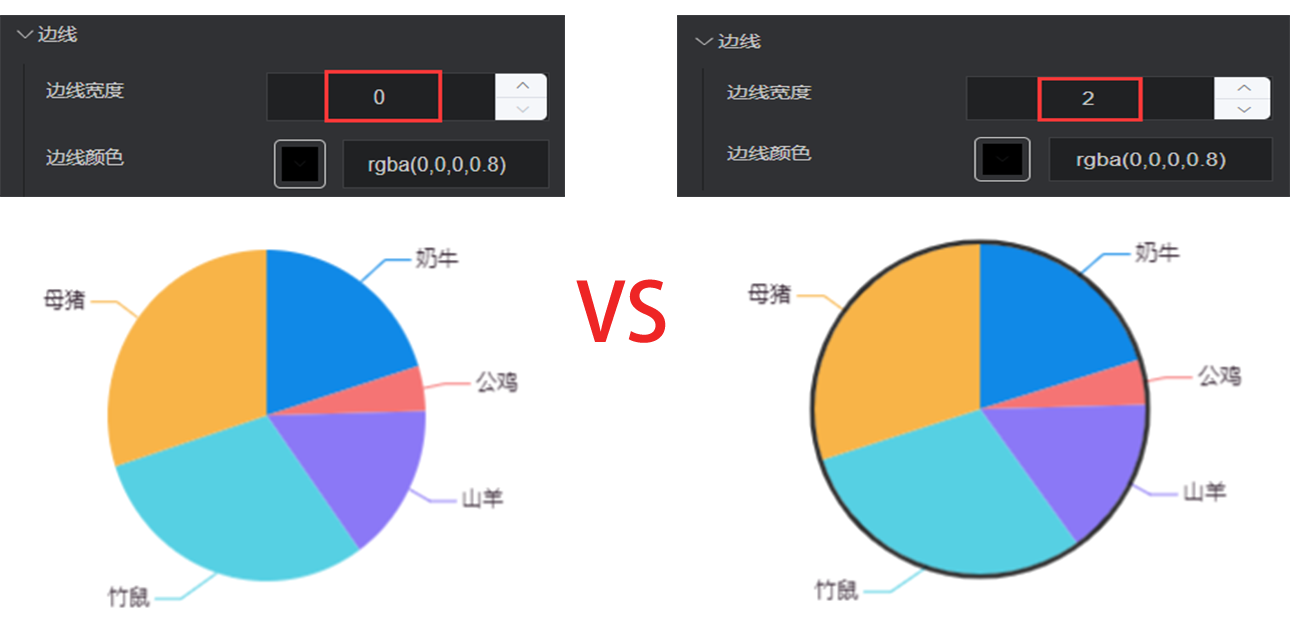 边线
边线宽度
0
边线颜色
rgba(0,0,0,0.8)
边线
边线宽度
2
边线颜色
rgba(0,0,0,0.8)
奶牛
母猪
公鸡
山羊
竹鼠
VS
奶牛
母猪
公鸡
山羊
竹鼠